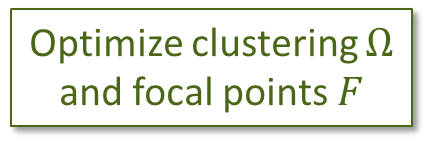 Optimize clustering Ω
and focal points F